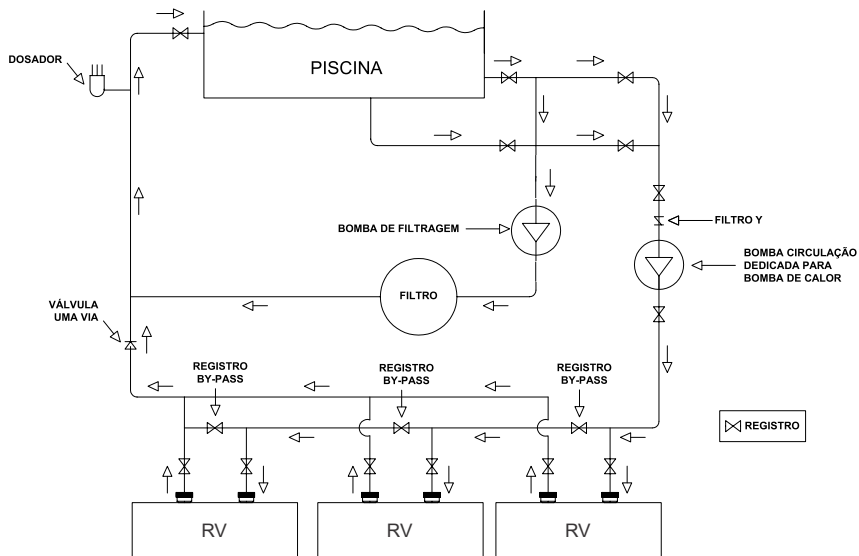 DOSADOR
PISCINA
BOMBA DE FILTRAGEM
FILTRO Y
FILTRO
BOMBA CIRCULAÇÃO
DEDICADA PARA
BOMBA DE CALOR
VÁLVULA
UMA VIA
REGISTRO
BY-PASS
REGISTRO
BY-PASS
REGISTRO
BY-PASS
REGISTRO
RV
RV
RV